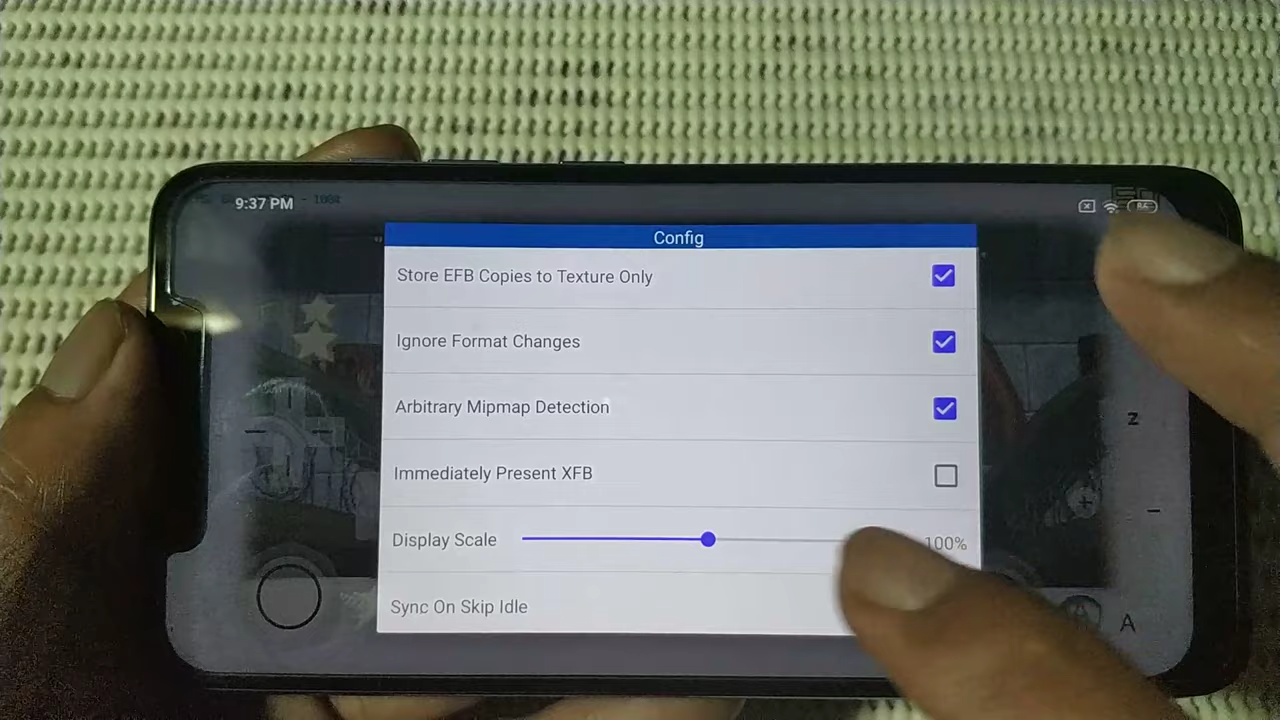 9:37 PM
100%
Config
Store EFB Copies to Texture Only
Ignore Format Changes
Arbitrary Mipmap Detection
Immediately Present XFB
Display Scale 100%
Sync On Skip Idle
Z
A